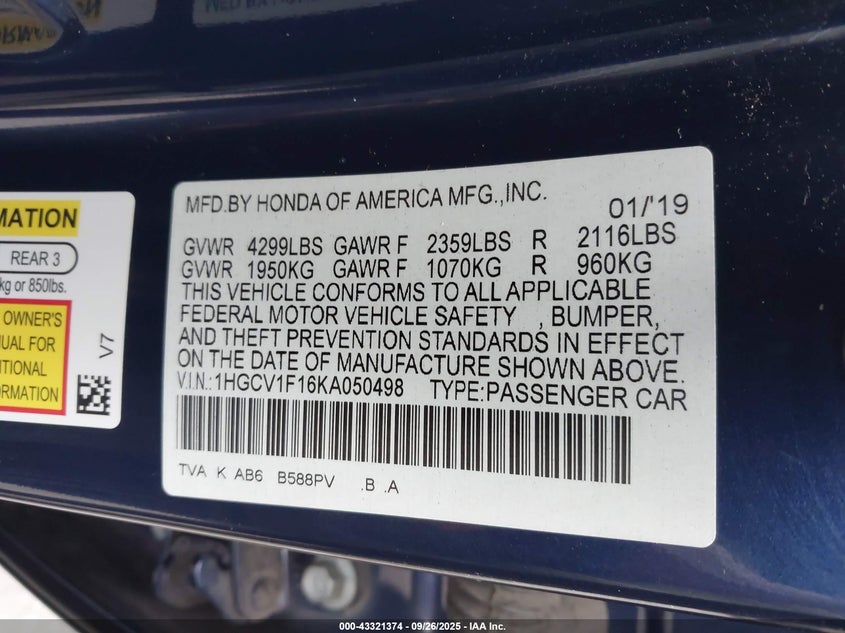 MATION
REAR 3
kg or 850lbs.
OWNER'S
UAL FOR
ITIONAL
ORMATION
V7
MFD.BY HONDA OF AMERICA MFG.,INC.
01/'19
GVWR 4299LBS GAWR F 2359LBS R 2116LBS
GVWR 1950KG GAWR F 1070KG R 960KG
THIS VEHICLE CONFORMS TO ALL APPLICABLE
FEDERAL MOTOR VEHICLE SAFETY , BUMPER,
AND THEFT PREVENTION STANDARDS IN EFFECT
ON THE DATE OF MANUFACTURE SHOWN ABOVE.
V.I.N.:1HGCV1F16KA050498 TYPE:PASSENGER CAR
TVA K AB6 B588PV .B .A
000-43321374 - 09/26/2025 - IAA Inc.